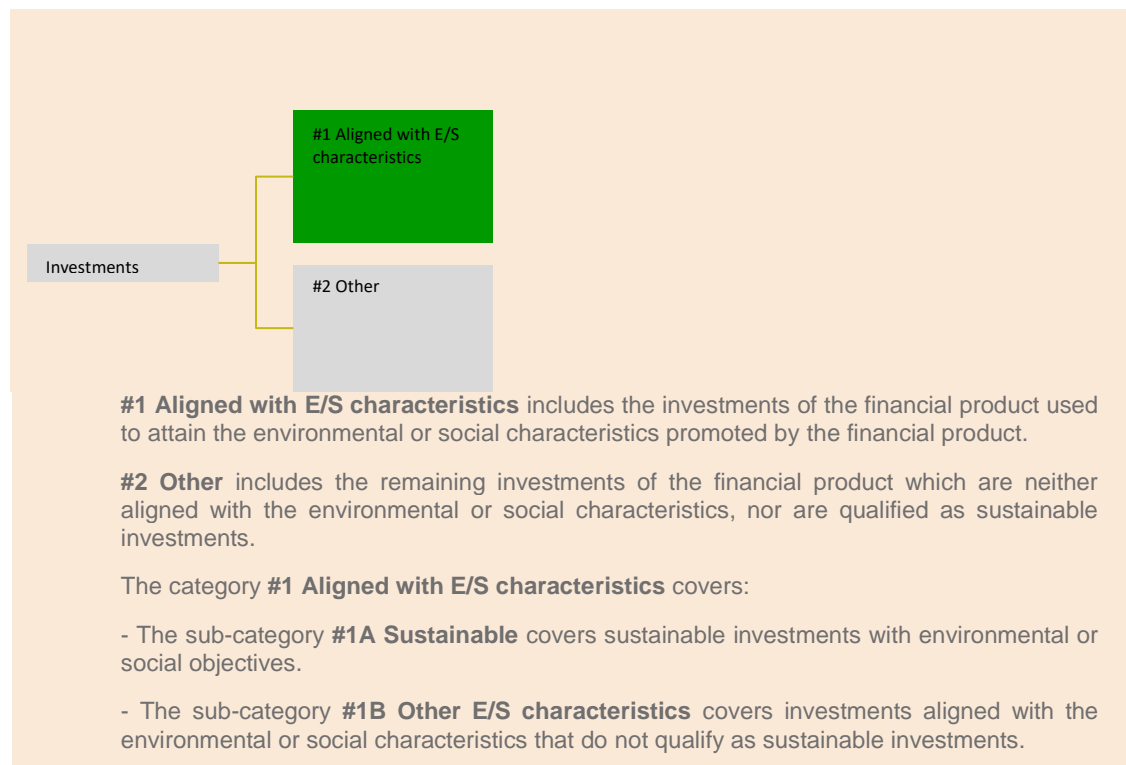 #1 Aligned with E/S
characteristics
Investments
#2 Other
#1 Aligned with E/S characteristics includes the investments of the financial product used
to attain the environmental or social characteristics promoted by the financial product.
#2 Other includes the remaining investments of the financial product which are neither
aligned with the environmental or social characteristics, nor are qualified as sustainable
investments.
The category #1 Aligned with E/S characteristics covers:
- The sub-category #1A Sustainable covers sustainable investments with environmental or
social objectives.
- The sub-category #1B Other E/S characteristics covers investments aligned with the
environmental or social characteristics that do not qualify as sustainable investments.